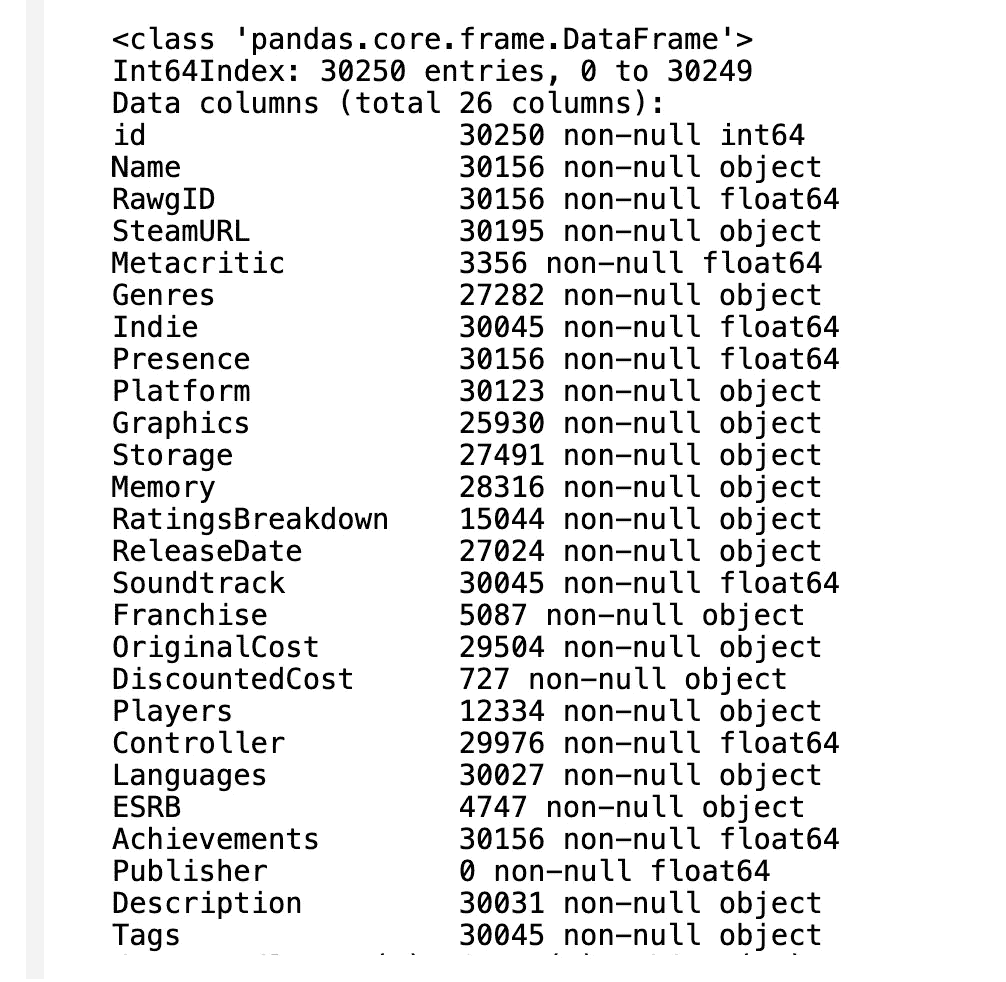 <class 'pandas.core.frame.DataFrame'>
Int64Index: 30250 entries, 0 to 30249
Data columns (total 26 columns):
id 30250 non-null int64
Name 30156 non-null object
RawgID 30156 non-null float64
SteamURL 30195 non-null object
Metacritic 3356 non-null float64
Genres 27282 non-null object
Indie 30045 non-null float64
Presence 30156 non-null float64
Platform 30123 non-null object
Graphics 25930 non-null object
Storage 27491 non-null object
Memory 28316 non-null object
RatingsBreakdown 15044 non-null object
ReleaseDate 27024 non-null object
Soundtrack 30045 non-null float64
Franchise 5087 non-null object
OriginalCost 29504 non-null object
DiscountedCost 727 non-null object
Players 12334 non-null object
Controller 29976 non-null float64
Languages 30027 non-null object
ESRB 4747 non-null object
Achievements 30156 non-null float64
Publisher 0 non-null float64
Description 30031 non-null object
Tags 30045 non-null object